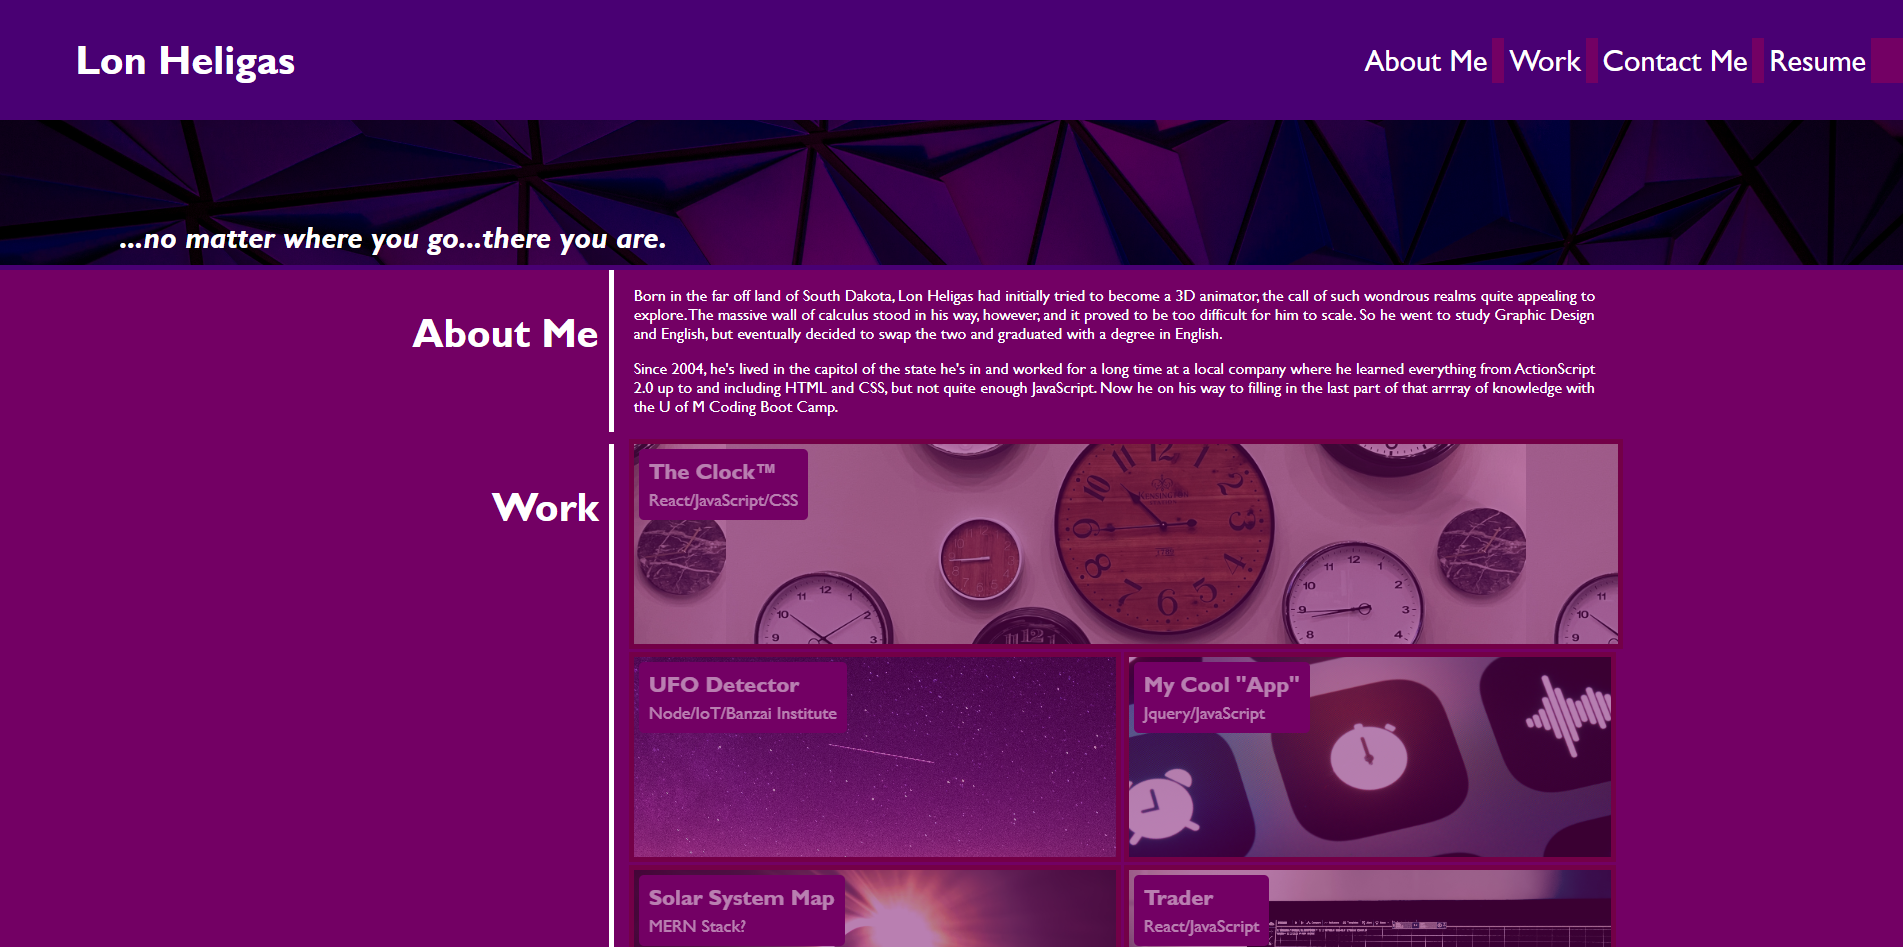 Lon Heligas
About Me Work Contact Me Resume
...no matter where you go...there you are.
About Me
Born in the far off land of South Dakota, Lon Heligas had initially tried to become a 3D animator, the call of such wondrous realms quite appealing to
explore. The massive wall of calculus stood in his way, however, and it proved to be too difficult for him to scale. So he went to study Graphic Design
and English, but eventually decided to swap the two and graduated with a degree in English.
Since 2004, he's lived in the capitol of the state he's in and worked for a long time at a local company where he learned everything from ActionScript
2.0 up to and including HTML and CSS, but not quite enough JavaScript. Now he on his way to filling in the last part of that arrray of knowledge with
the U of M Coding Boot Camp.
Work
The Clock™
React/JavaScript/CSS
UFO Detector
Node/IoT/Banzai Institute
My Cool "App"
Jquery/JavaScript
Solar System Map
MERN Stack?
Trader
React/JavaScript